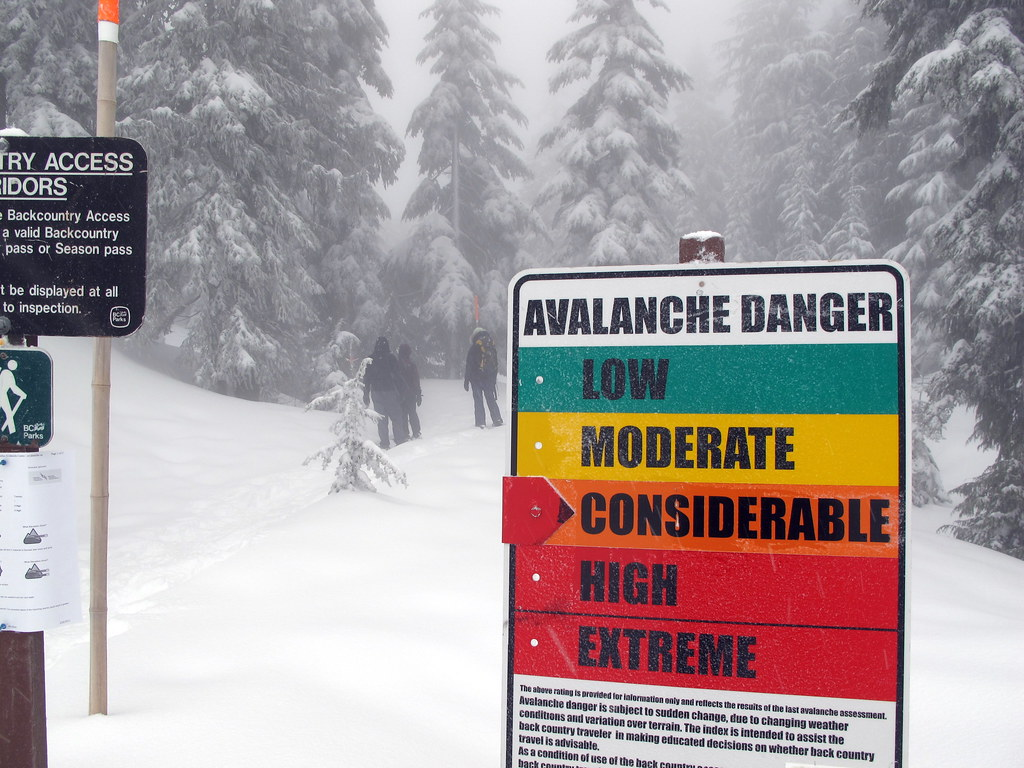 TRY ACCESS
IDORS
Backcountry Access
a valid Backcountry
pass or Season pass
t be displayed at all
to inspection.
BC
Parks
BC
Parks
AVALANCHE DANGER
LOW
MODERATE
CONSIDERABLE
HIGH
EXTREME
The above rating is provided for information only and reflects the results of the last avalanche assessment.
Avalanche danger is subject to sudden change, due to changing weather
conditions and variation over terrain. The index is intended to assist the
back country traveler in making educated decisions on whether back country
travel is advisable.
As a condition of use of the back country
back country